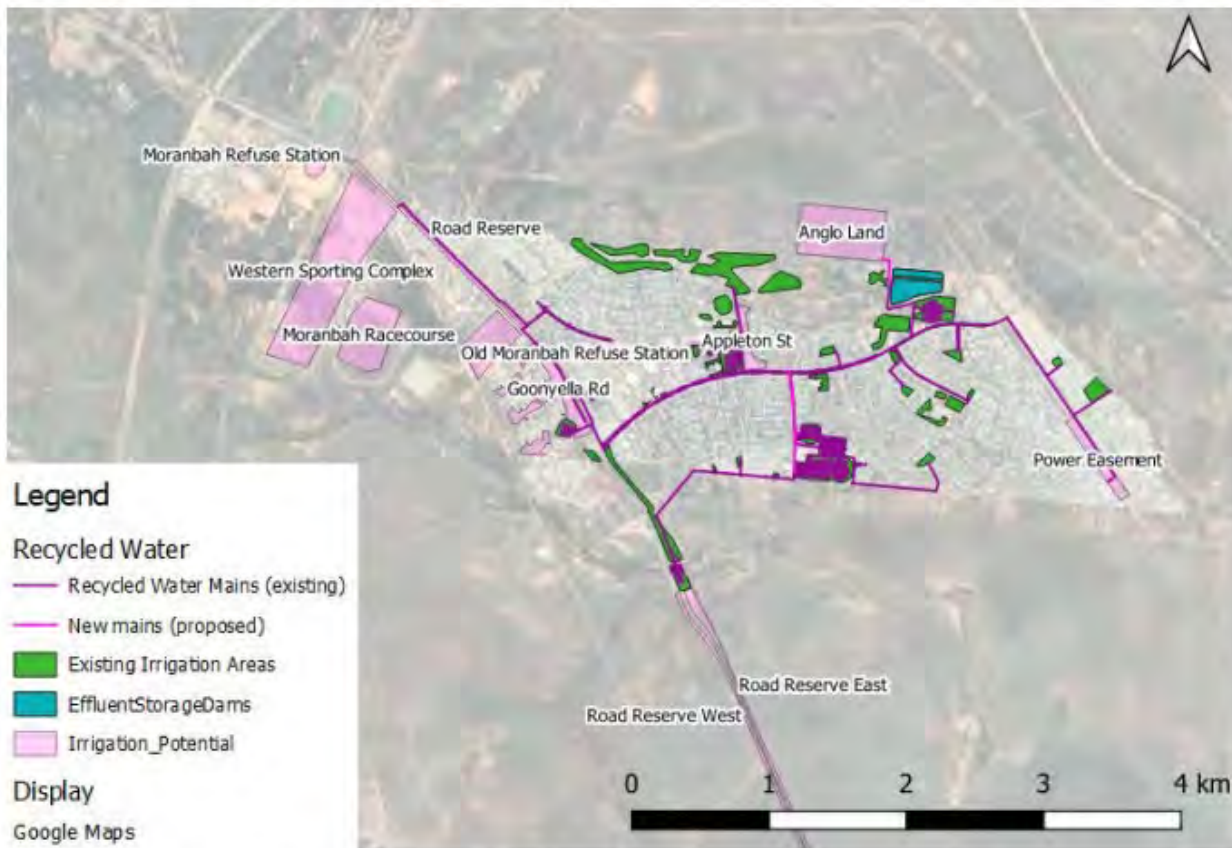 Moranbah Refuse Station
Road Reserve
Anglo Land
Western Sporting Complex
Moranbah Racecourse
Old Moranbah Refuse Station
Appleton St
Goonyella Rd
Power Easement
Road Reserve East
Road Reserve West
Legend
Recycled Water
Recycled Water Mains (existing)
New mains (proposed)
Existing Irrigation Areas
EffluentStorageDams
Irrigation_Potential
Display
Google Maps
0 1 2 3 4 km